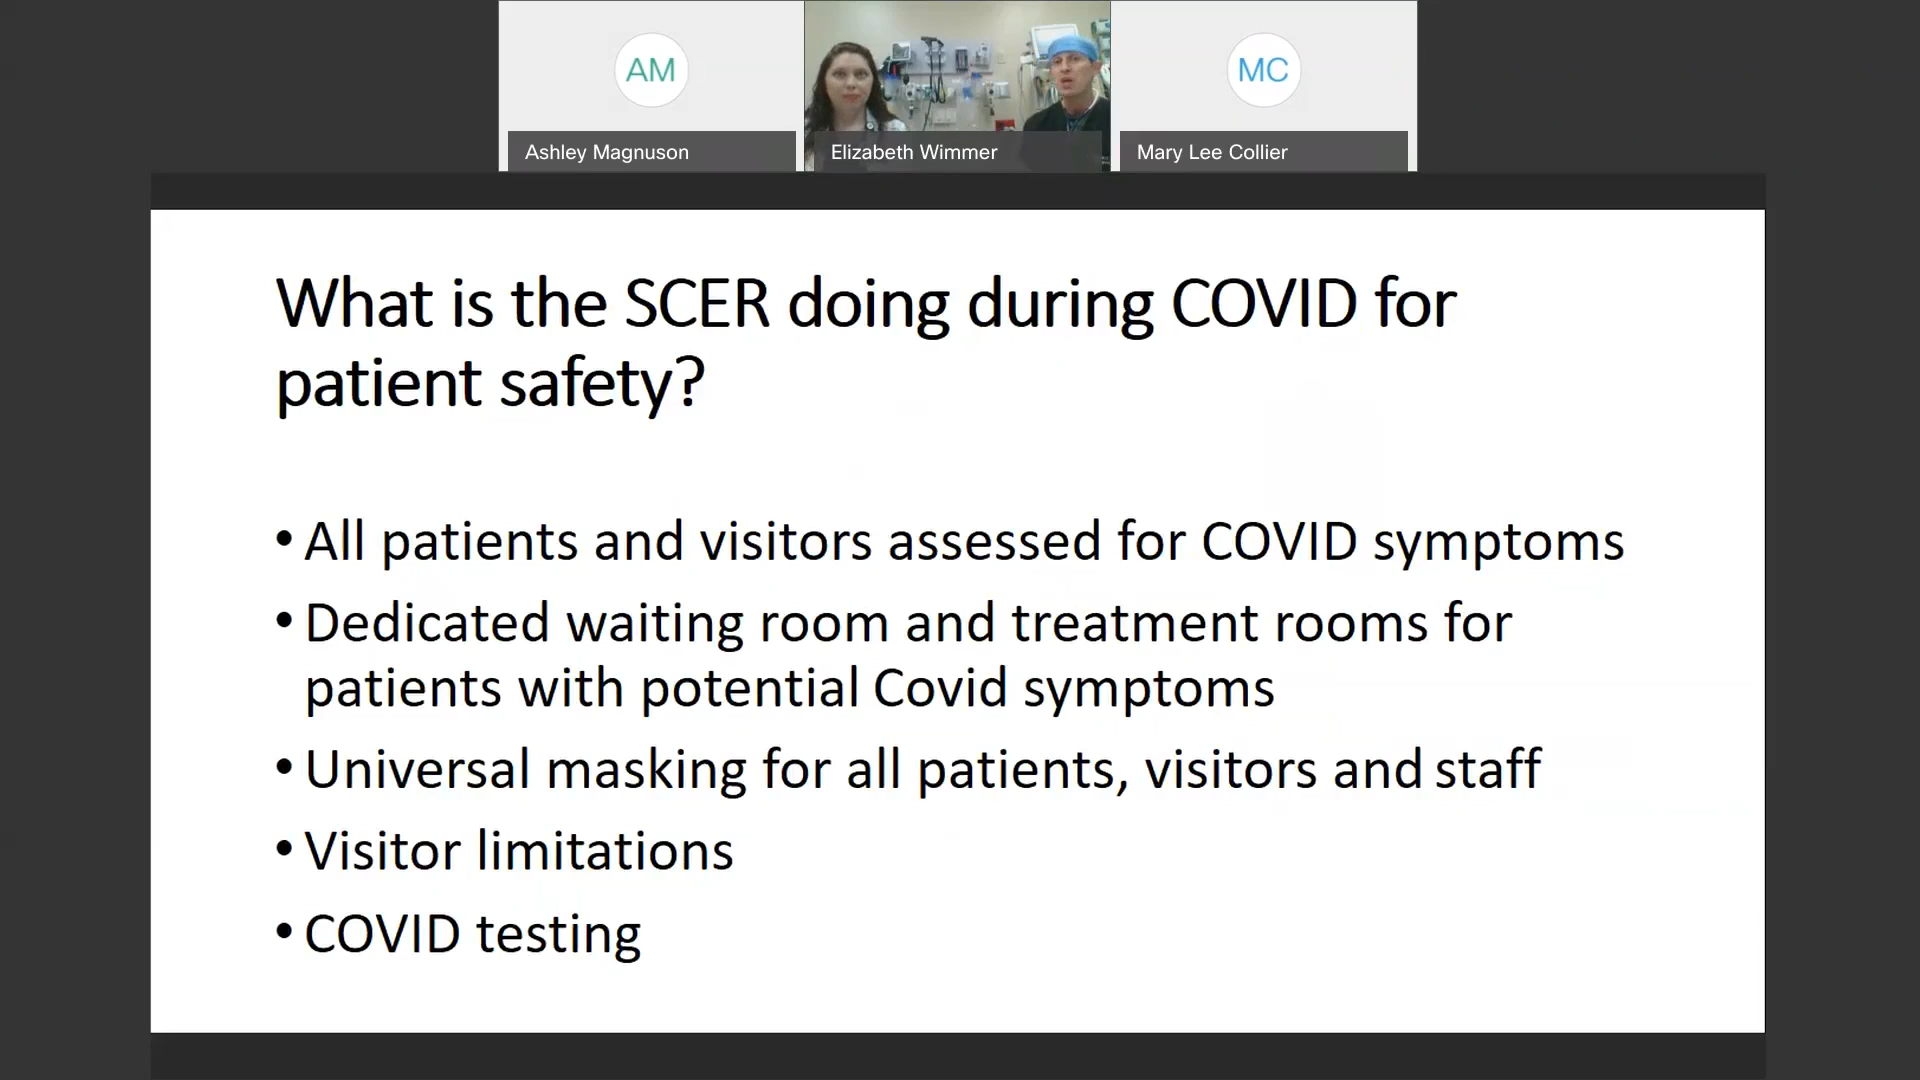 AM
MC
Ashley Magnuson
Elizabeth Wimmer
Mary Lee Collier
What is the SCER doing during COVID for
patient safety?
• All patients and visitors assessed for COVID symptoms
• Dedicated waiting room and treatment rooms for
patients with potential Covid symptoms
• Universal masking for all patients, visitors and staff
• Visitor limitations
• COVID testing